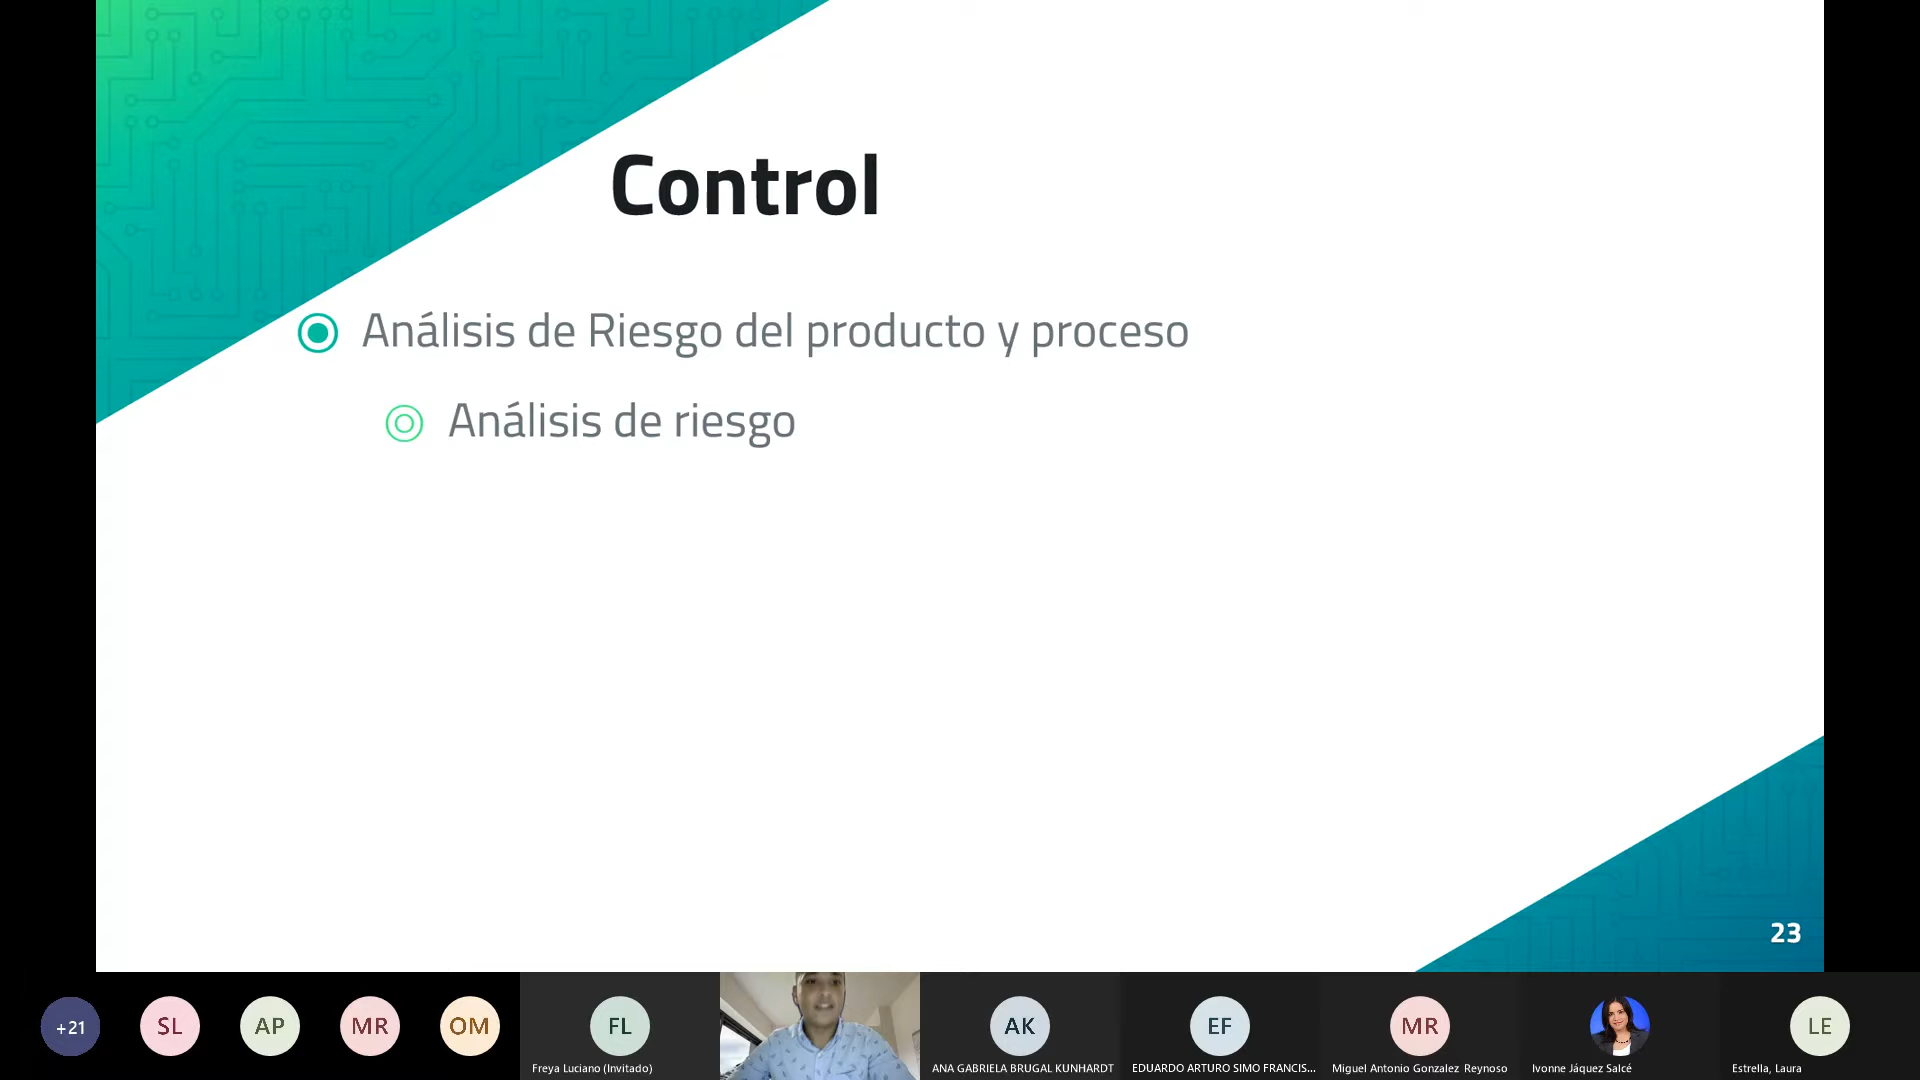 Control
Análisis de Riesgo del producto y proceso
Análisis de riesgo
23
+21
SL
AP
MR
OM
FL
AK
EF
MR
LE
Freya Luciano (Invitado)
ANA GABRIELA BRUGAL KUNHARDT
EDUARDO ARTURO SIMO FRANCIS...
Miguel Antonio Gonzalez Reynoso
Ivonne Jáquez Salcé
Estrella, Laura